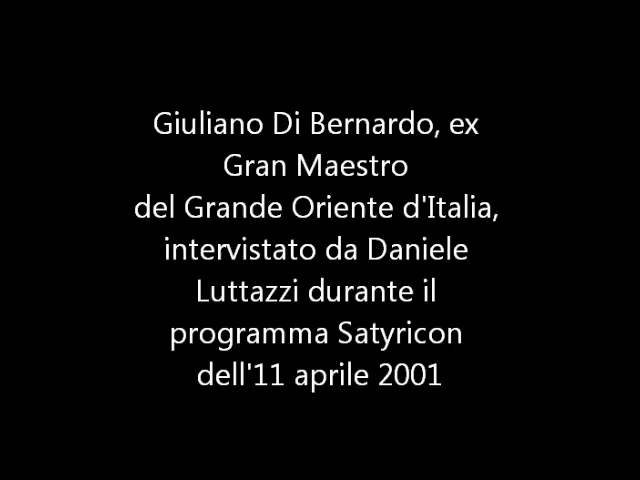 Giuliano Di Bernardo, ex
Gran Maestro
del Grande Oriente d'Italia,
intervistato da Daniele
Luttazzi durante il
programma Satyricon
dell'11 aprile 2001